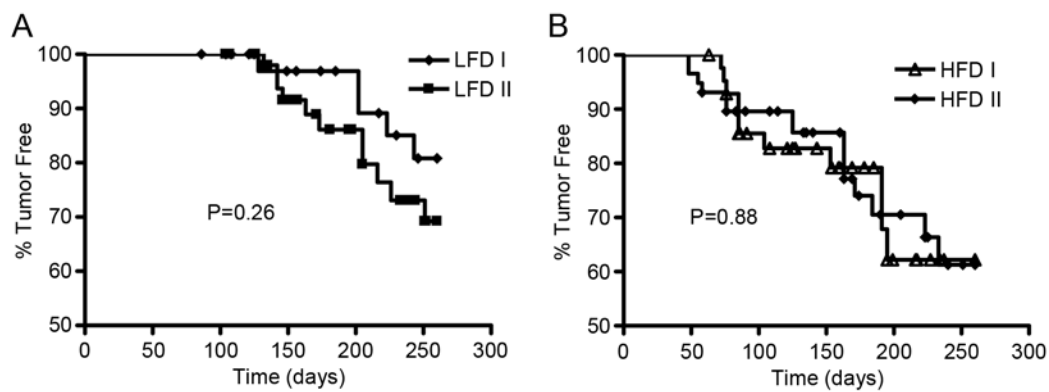 A
% Tumor Free
100
90
80
70
60
50
LFD I
LFD II
P=0.26
0 50 100 150 200 250 300
Time (days)
B
% Tumor Free
100
90
80
70
60
50
HFD I
HFD II
P=0.88
0 50 100 150 200 250 300
Time (days)